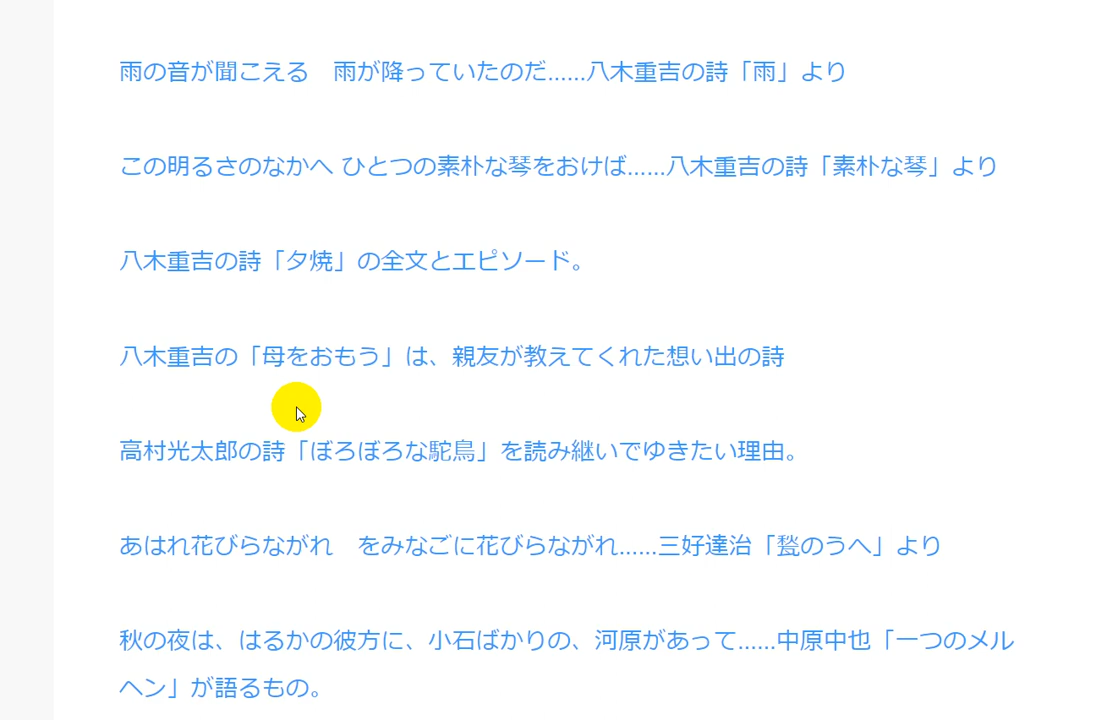 雨の音が聞こえる　雨が降っていたのだ……八木重吉の詩「雨」より
この明るさのなかへ ひとつの素朴な琴をおけば……八木重吉の詩「素朴な琴」より
八木重吉の詩「夕焼」の全文とエピソード。
八木重吉の「母をおもう」は、親友が教えてくれた想い出の詩
高村光太郎の詩「ぼろぼろな駝鳥」を読み継いでゆきたい理由。
あはれ花びらながれ　をみなごに花びらながれ……三好達治「甃のうへ」より
秋の夜は、はるかの彼方に、小石ばかりの、河原があって……中原中也「一つのメル
ヘン」が語るもの。